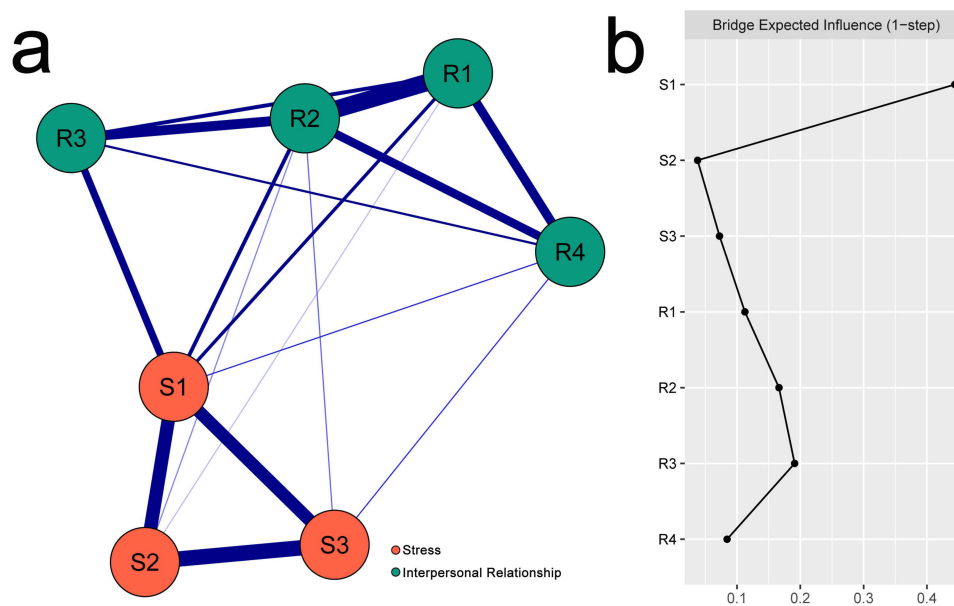 a
R1
R2
R3
R4
S1
S2
S3
Stress
Interpersonal Relationship
b
Bridge Expected Influence (1−step)
S1
S2
S3
R1
R2
R3
R4
0.1 0.2 0.3 0.4